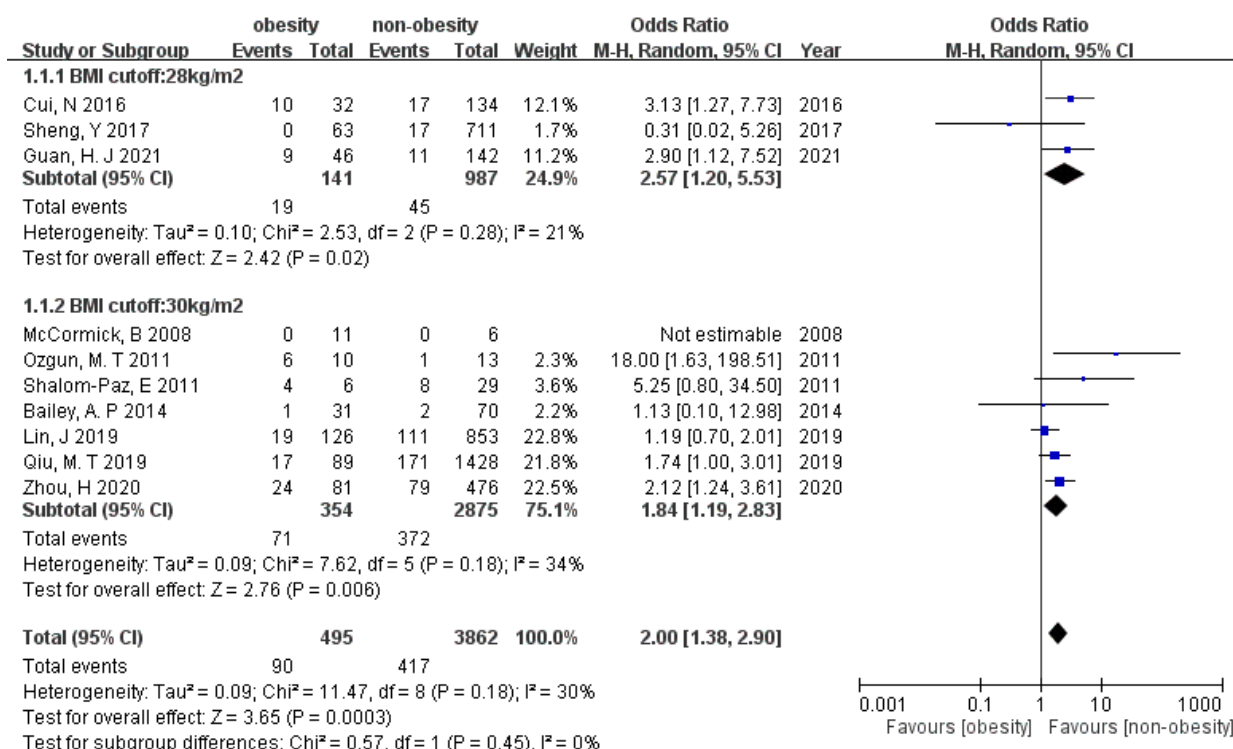 obesity non-obesity Odds Ratio Odds Ratio
Study or Subgroup Events Total Events Total Weight M-H, Random, 95% CI Year M-H, Random, 95% CI
1.1.1 BMI cutoff:28kg/m2
Cui, N 2016 10 32 17 134 12.1% 3.13 [1.27, 7.73] 2016
Sheng, Y 2017 0 63 17 711 1.7% 0.31 [0.02, 5.26] 2017
Guan, H. J 2021 9 46 11 142 11.2% 2.90 [1.12, 7.52] 2021
Subtotal (95% CI) 141 987 24.9% 2.57 [1.20, 5.53]
Total events 19 45
Heterogeneity: Tau² = 0.10; Chi² = 2.53, df = 2 (P = 0.28); I² = 21%
Test for overall effect: Z = 2.42 (P = 0.02)
1.1.2 BMI cutoff:30kg/m2
McCormick, B 2008 0 11 0 6 Not estimable 2008
Ozgun, M. T 2011 6 10 1 13 2.3% 18.00 [1.63, 198.51] 2011
Shalom-Paz, E 2011 4 6 8 29 3.6% 5.25 [0.80, 34.50] 2011
Bailey, A. P 2014 1 31 2 70 2.2% 1.13 [0.10, 12.98] 2014
Lin, J 2019 19 126 111 853 22.8% 1.19 [0.70, 2.01] 2019
Qiu, M. T 2019 17 89 171 1428 21.8% 1.74 [1.00, 3.01] 2019
Zhou, H 2020 24 81 79 476 22.5% 2.12 [1.24, 3.61] 2020
Subtotal (95% CI) 354 2875 75.1% 1.84 [1.19, 2.83]
Total events 71 372
Heterogeneity: Tau² = 0.09; Chi² = 7.62, df = 5 (P = 0.18); I² = 34%
Test for overall effect: Z = 2.76 (P = 0.006)
Total (95% CI) 495 3862 100.0% 2.00 [1.38, 2.90]
Total events 90 417
Heterogeneity: Tau² = 0.09; Chi² = 11.47, df = 8 (P = 0.18); I² = 30%
Test for overall effect: Z = 3.65 (P = 0.0003)
Test for subgroup differences: Chi² = 0.57, df = 1 (P = 0.45), I² = 0%
0.001 0.1 1 10 1000
Favours [obesity] Favours [non-obesity]